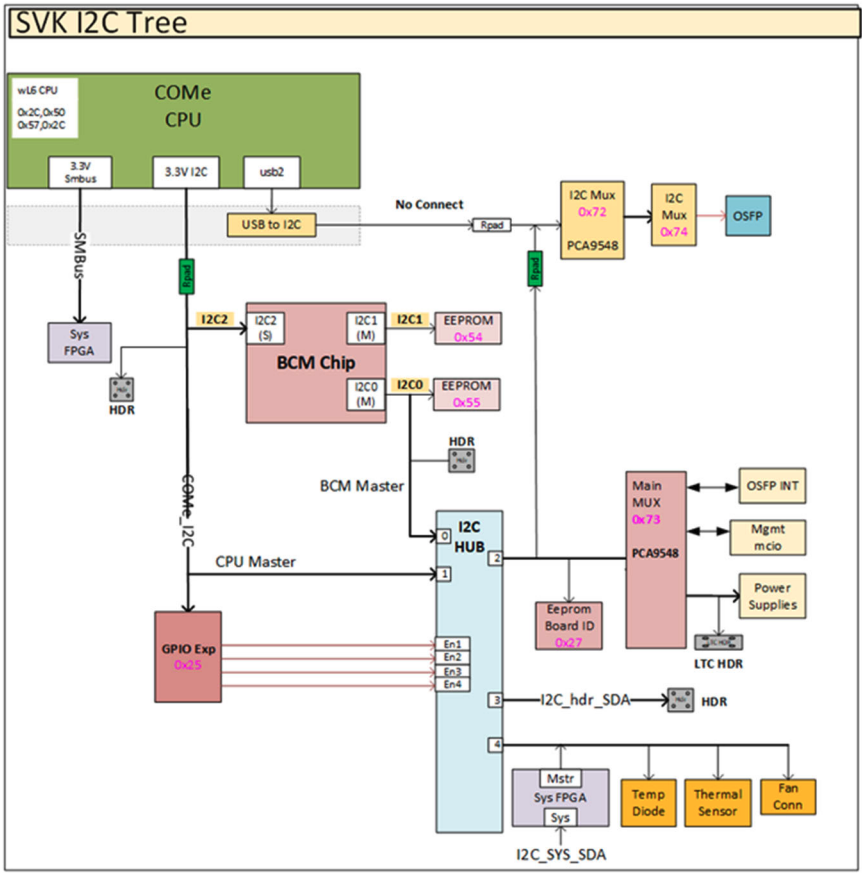 SVK I2C Tree
wL6 CPU
0x2C,0x50
0x57,0x2C
COMe
CPU
3.3V
Smbus
3.3V I2C
usb2
USB to I2C
No Connect
Rpad
I2C Mux
0x72
PCA9548
I2C
Mux
0x74
OSFP
SMBus
Rpad
Rpad
Sys
FPGA
HDR
I2C2
I2C2
(S)
BCM Chip
I2C1
(M)
I2C1
EEPROM
0x54
I2C0
(M)
I2C0
EEPROM
0x55
HDR
BCM Master
COMe_I2C
CPU Master
I2C
HUB
0
1
2
3
4
Main
MUX
0x73
PCA9548
OSFP INT
Mgmt
mcio
Power
Supplies
LTC HDR
Eeprom
Board ID
0x27
GPIO Exp
0x25
En1
En2
En3
En4
I2C_hdr_SDA
HDR
Mstr
Sys FPGA
Sys
I2C_SYS_SDA
Temp
Diode
Thermal
Sensor
Fan
Conn